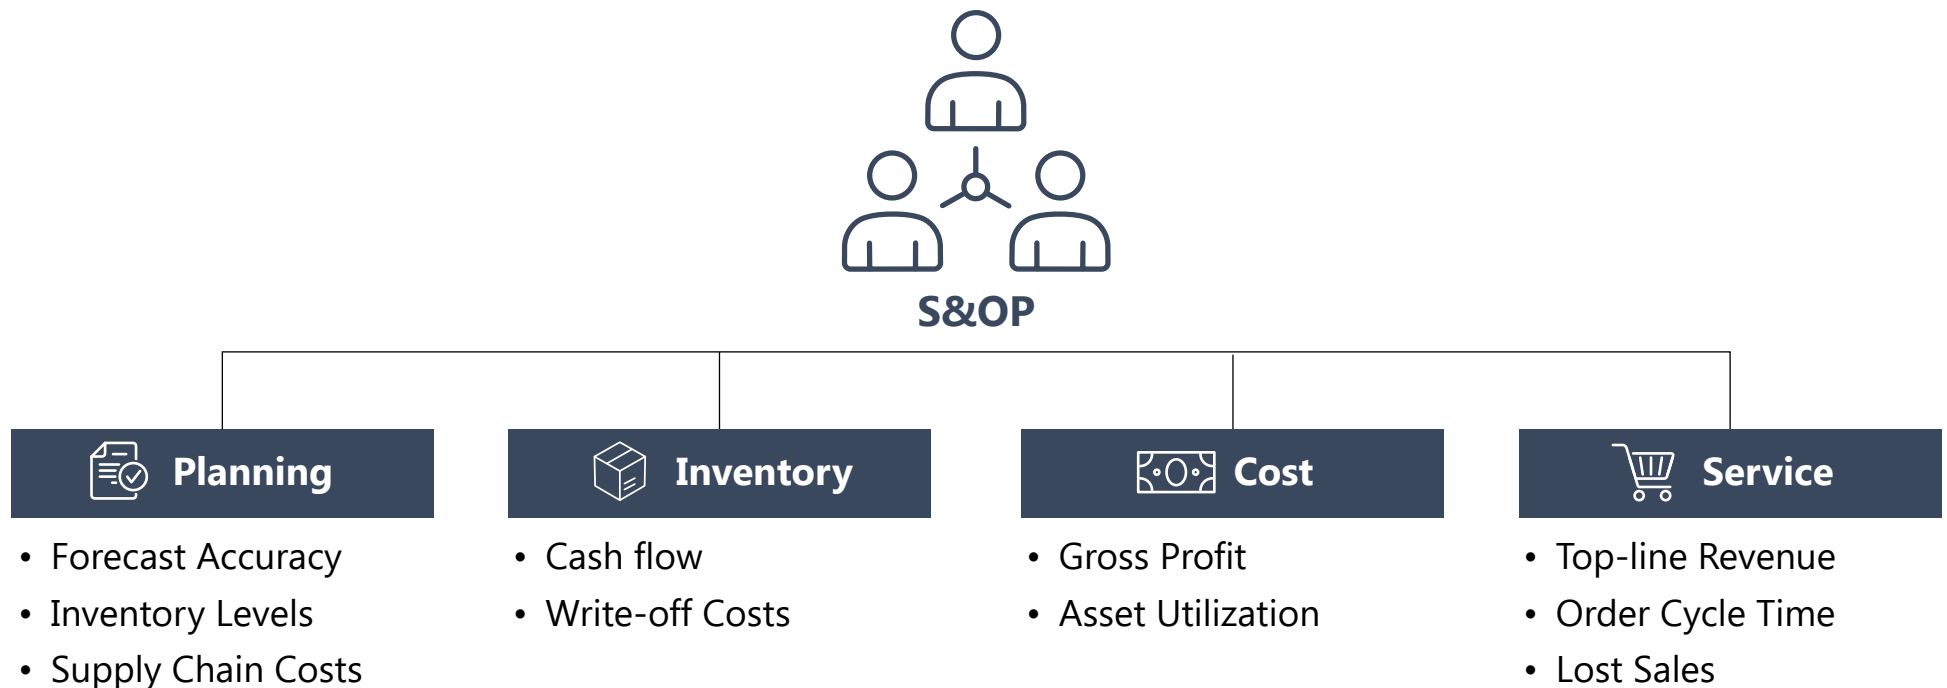 S&OP
Planning
• Forecast Accuracy
• Inventory Levels
• Supply Chain Costs
Inventory
• Cash flow
• Write-off Costs
Cost
• Gross Profit
• Asset Utilization
Service
• Top-line Revenue
• Order Cycle Time
• Lost Sales